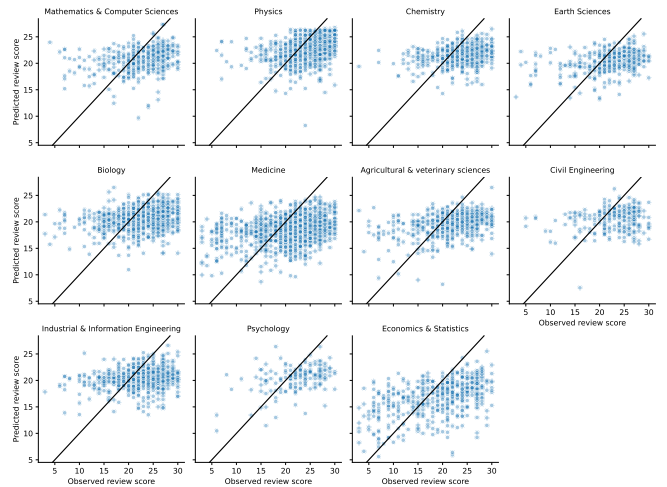 Mathematics & Computer Sciences
Physics
Chemistry
Earth Sciences
Predicted review score
25
20
15
10
5
Biology
Medicine
Agricultural & veterinary sciences
Civil Engineering
Predicted review score
25
20
15
10
5
5 10 15 20 25 30
Observed review score
Industrial & Information Engineering
Psychology
Economics & Statistics
Predicted review score
25
20
15
10
5
5 10 15 20 25 30
5 10 15 20 25 30
5 10 15 20 25 30
Observed review score
Observed review score
Observed review score